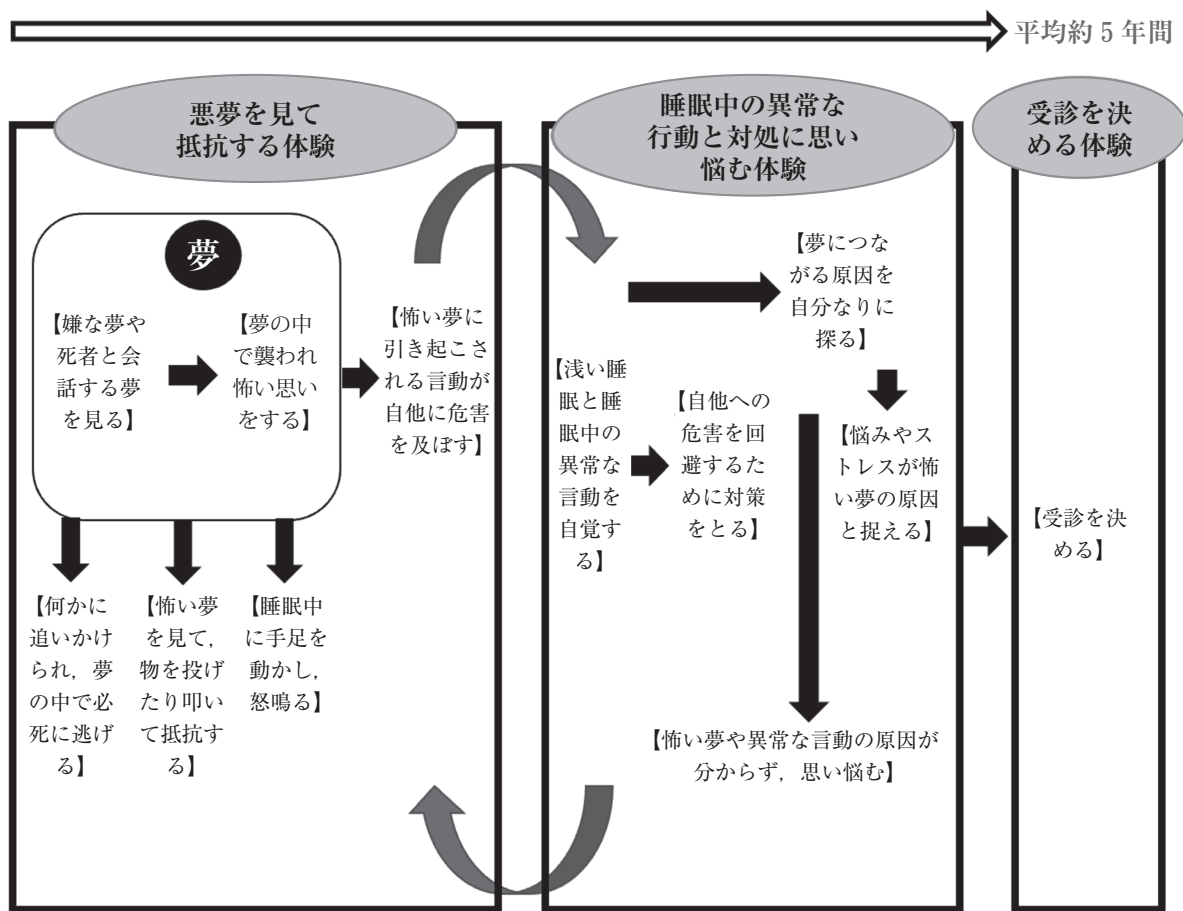 平均約 5 年間
悪夢を見て
抵抗する体験
睡眠中の異常な
行動と対処に思い
悩む体験
受診を決
める体験
夢
【嫌な夢や
死者と会
話する夢
を見る】
【夢の中
で襲われ
怖い思い
をする】
【怖い夢に
引き起こさ
れる言動が
自他に危害
を及ぼす】
【何かに
追いかけ
られ，夢
の中で必
死に逃げ
る】
【怖い夢
を見て，
物を投げ
たり叩い
て抵抗す
る】
【睡眠中
に手足を
動かし，
怒鳴る】
【浅い睡
眠と睡
眠中の
異常な
言動を
自覚す
る】
【自他への
危害を回
避するた
めに対策
をとる】
【夢につな
がる原因を
自分なりに
探る】
【悩みやス
トレスが怖
い夢の原因
と捉える】
【怖い夢や異常な言動の原因が
分からず，思い悩む】
【受診を決
める】